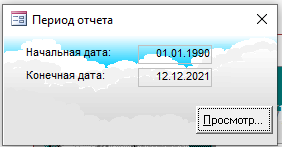 Период отчета
Начальная дата: 01.01.1990
Конечная дата: 12.12.2021
Просмотр...